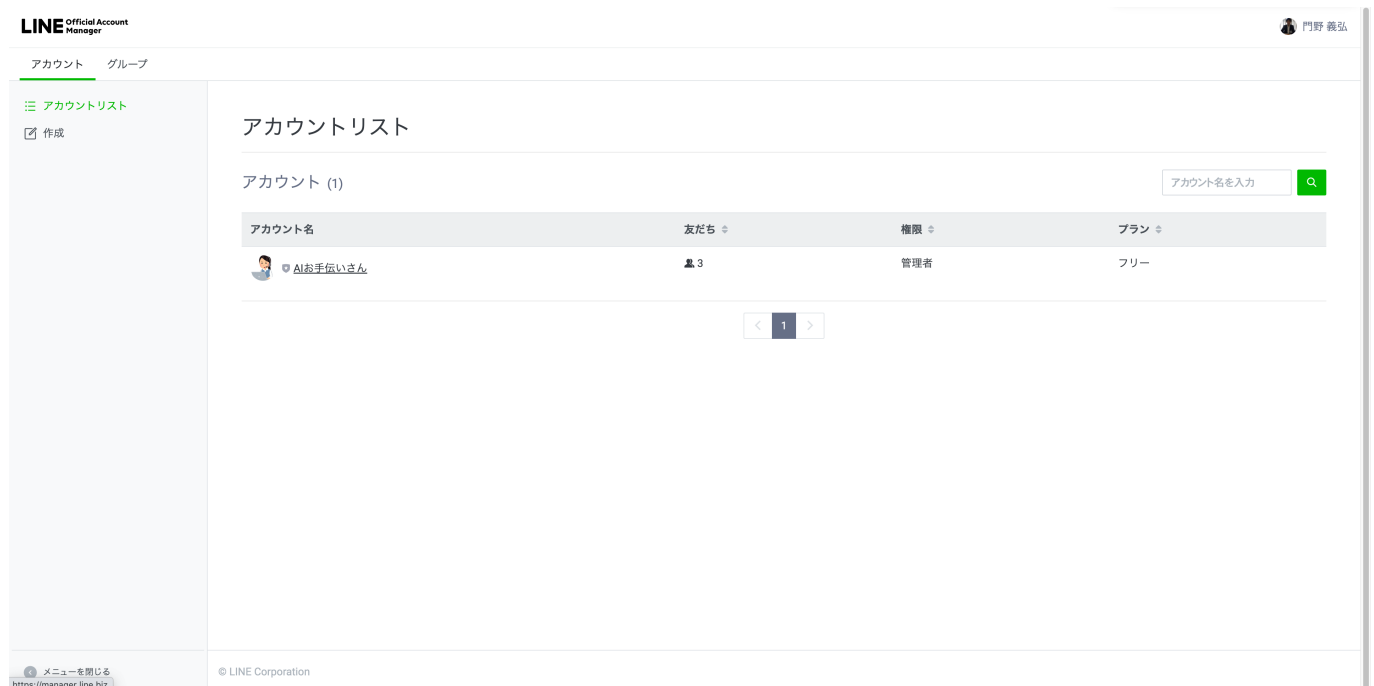 LINE Official Account Manager
門野 義弘
アカウント グループ
アカウントリスト
作成
アカウントリスト
アカウント (1)
アカウント名を入力
アカウント名 友だち 権限 プラン
AIお手伝いさん 3 管理者 フリー
1
メニューを閉じる
© LINE Corporation
https://manager.line.biz